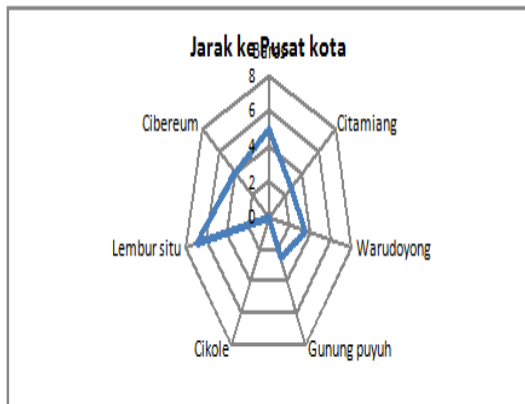 Jarak ke Pusat kota
8
6
4
2
0
Citamiang
Warudoyong
Gunung puyuh
Cikole
Lembur situ
Cibereum